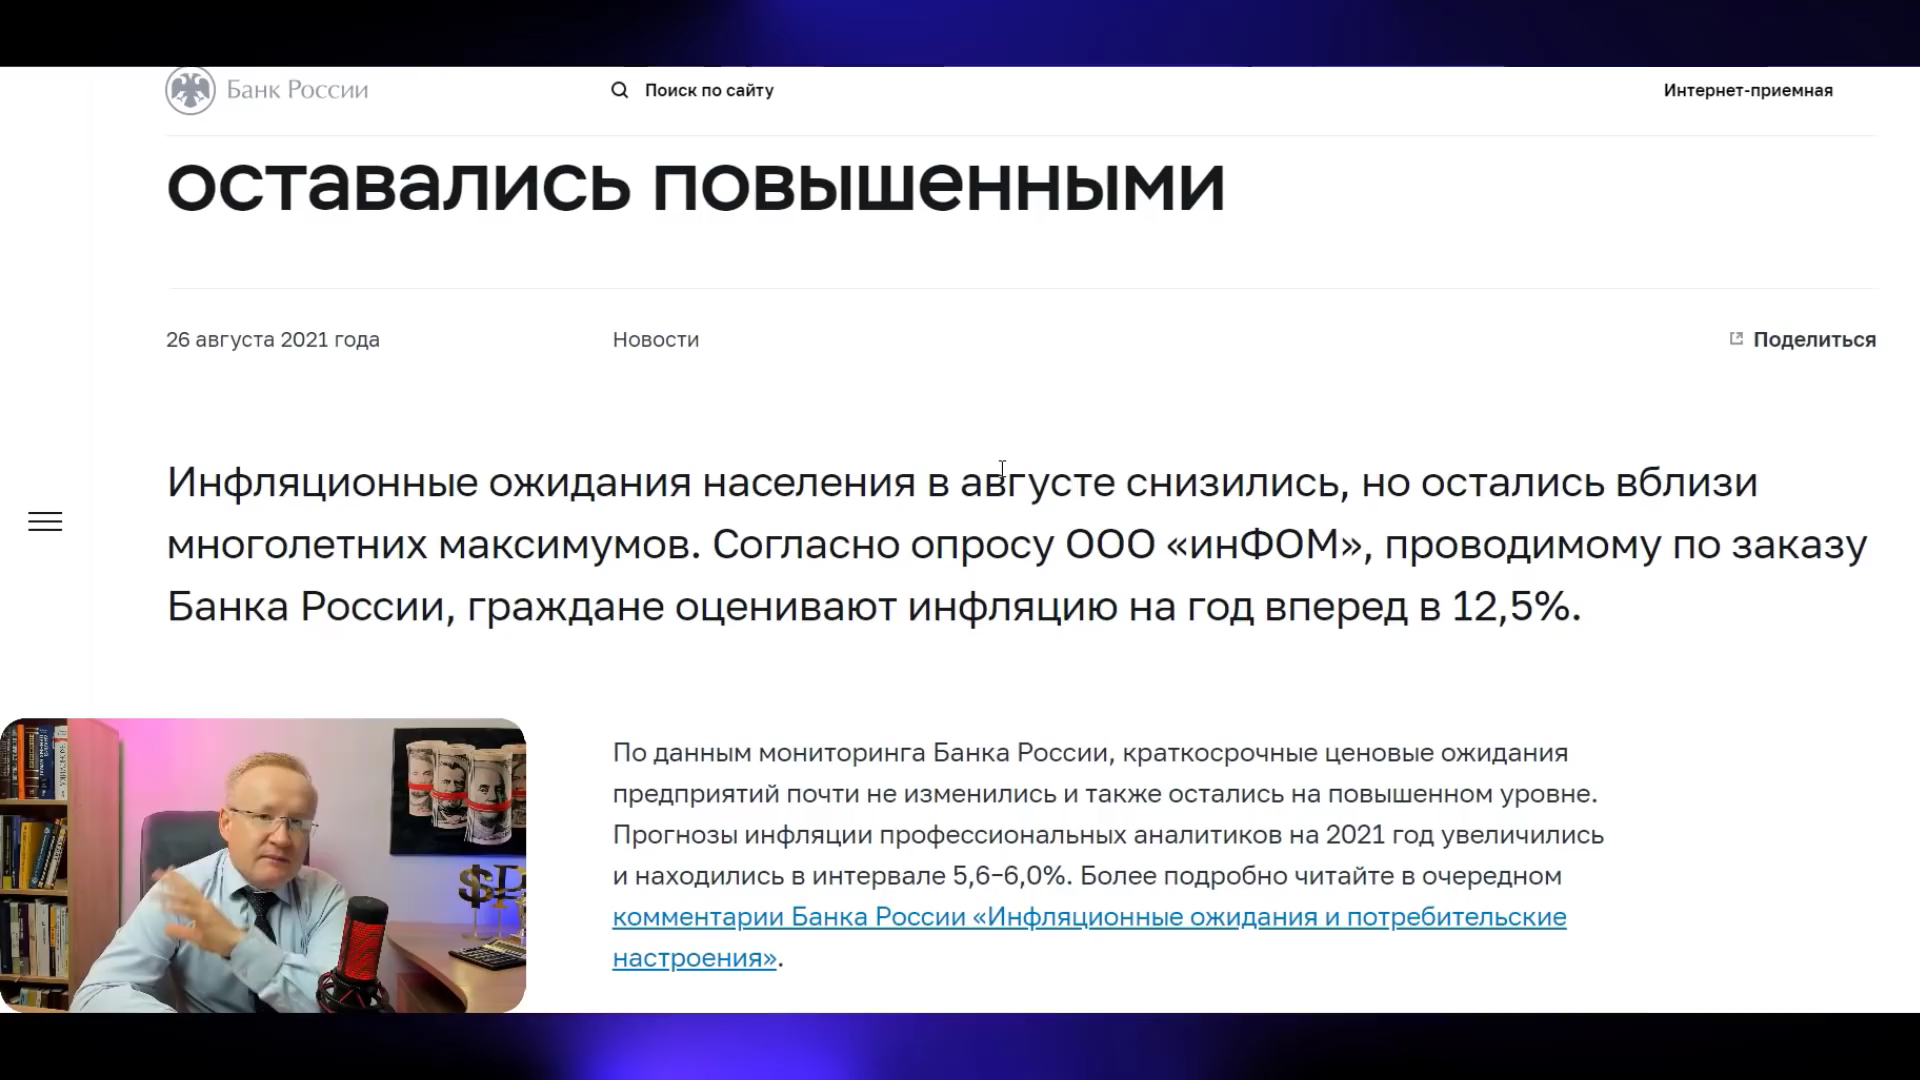 Банк России
Поиск по сайту
Интернет-приемная
оставались повышенными
26 августа 2021 года
Новости
Поделиться
Инфляционные ожидания населения в августе снизились, но остались вблизи
многолетних максимумов. Согласно опросу ООО «инФОМ», проводимому по заказу
Банка России, граждане оценивают инфляцию на год вперед в 12,5%.
По данным мониторинга Банка России, краткосрочные ценовые ожидания
предприятий почти не изменились и также остались на повышенном уровне.
Прогнозы инфляции профессиональных аналитиков на 2021 год увеличились
и находились в интервале 5,6–6,0%. Более подробно читайте в очередном
комментарии Банка России «Инфляционные ожидания и потребительские
настроения».